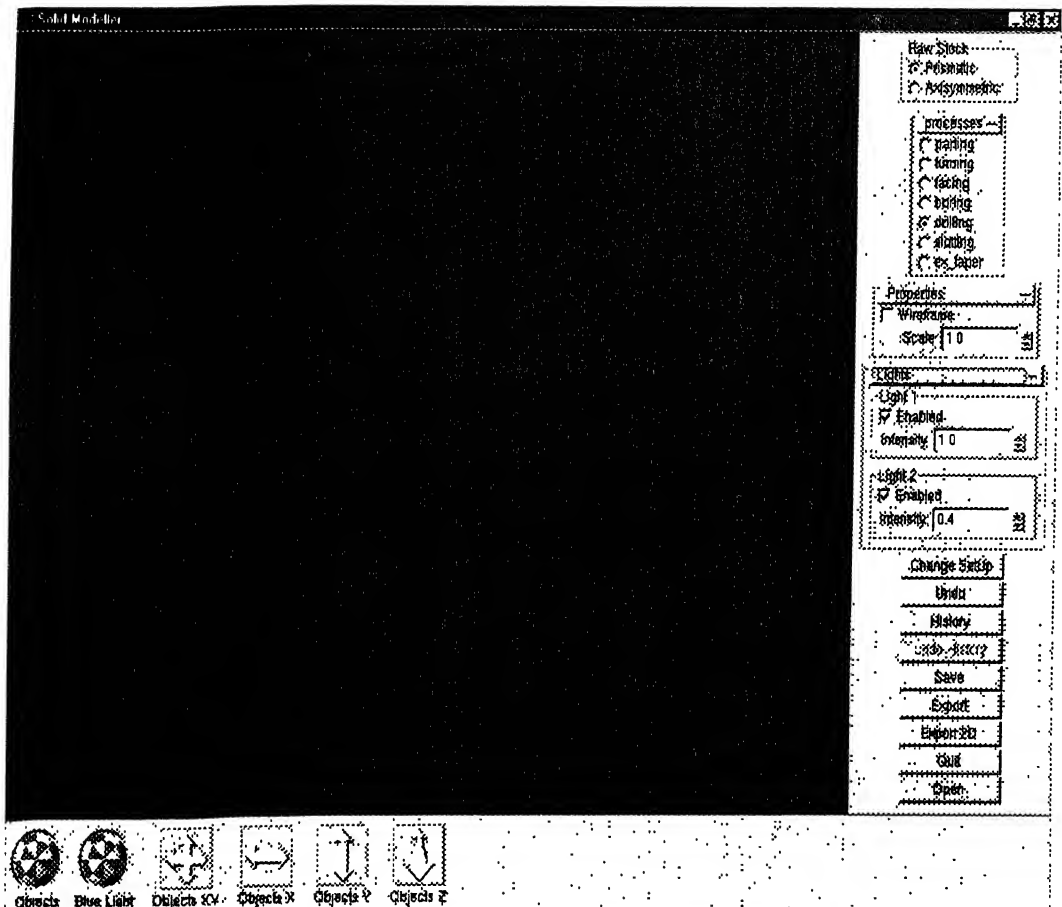 Solid Modeller
Raw Stock
Prismatic
Axisymmetric
processes
parting
turning
facing
boring
drilling
slotting
ex_taper
Properties
Wireframe
Scale 1.0
Lights
Light 1
Enabled
Intensity: 1.0
Light 2
Enabled
Intensity: 0.4
Change SetUp
Undo
History
Undo History
Save
Export
Export 2D
Quit
Open
Objects Blue Light Objects XY Objects X Objects Y Objects Z